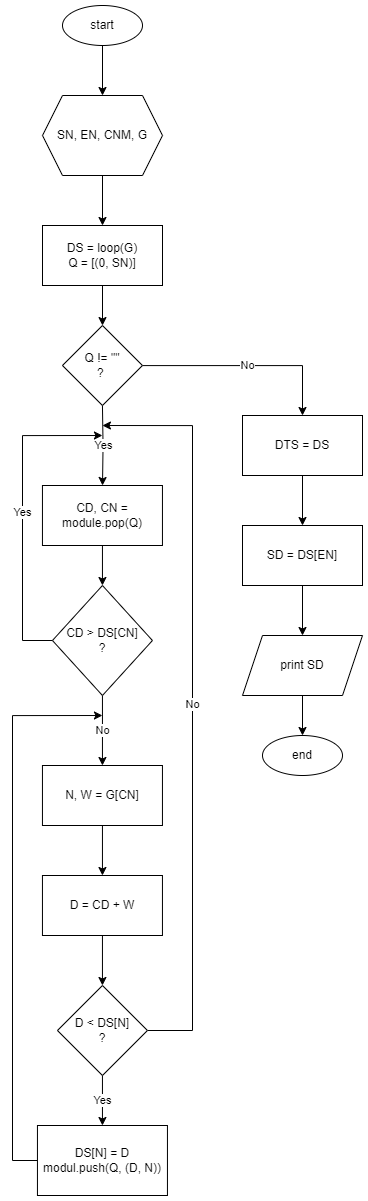 start
SN, EN, CNM, G
DS = loop(G)
Q = [(0, SN)]
Q != ""
?
No
Yes
DTS = DS
CD, CN =
module.pop(Q)
Yes
SD = DS[EN]
CD > DS[CN]
?
print SD
No
No
end
N, W = G[CN]
D = CD + W
D < DS[N]
?
Yes
DS[N] = D
modul.push(Q, (D, N))